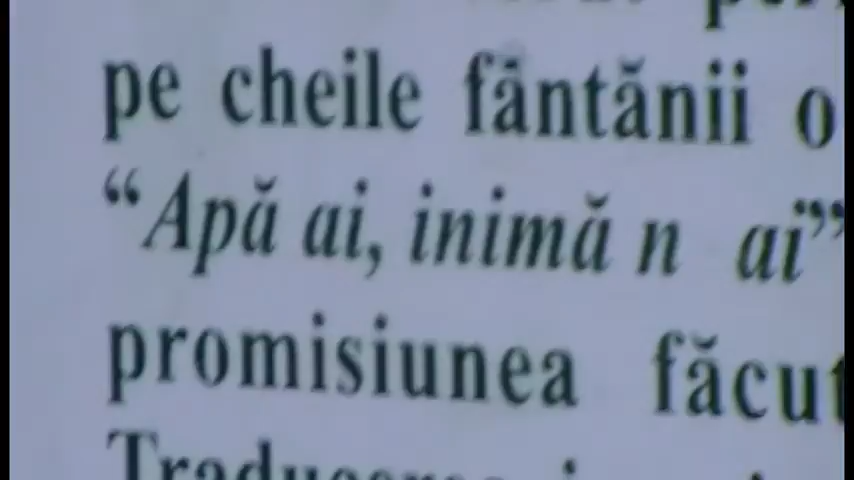 pe cheile fântânii o
“Apă ai, inimă n ai”
promisiunea făcut